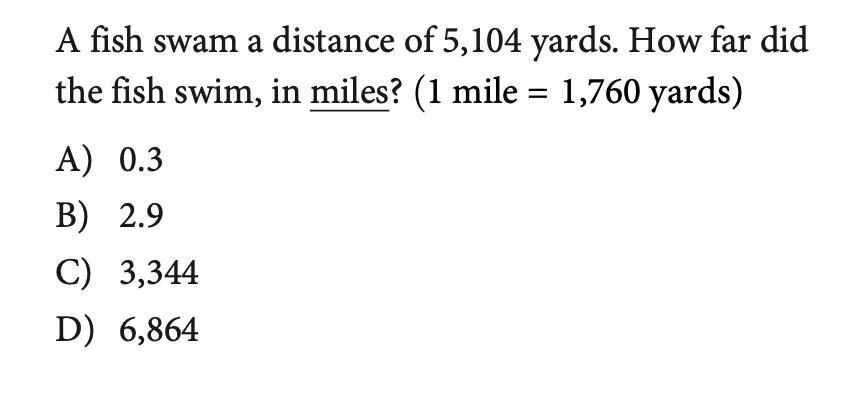 A fish swam a distance of 5,104 yards. How far did
the fish swim, in miles? (1 mile = 1,760 yards)
A) 0.3
B) 2.9
C) 3,344
D) 6,864